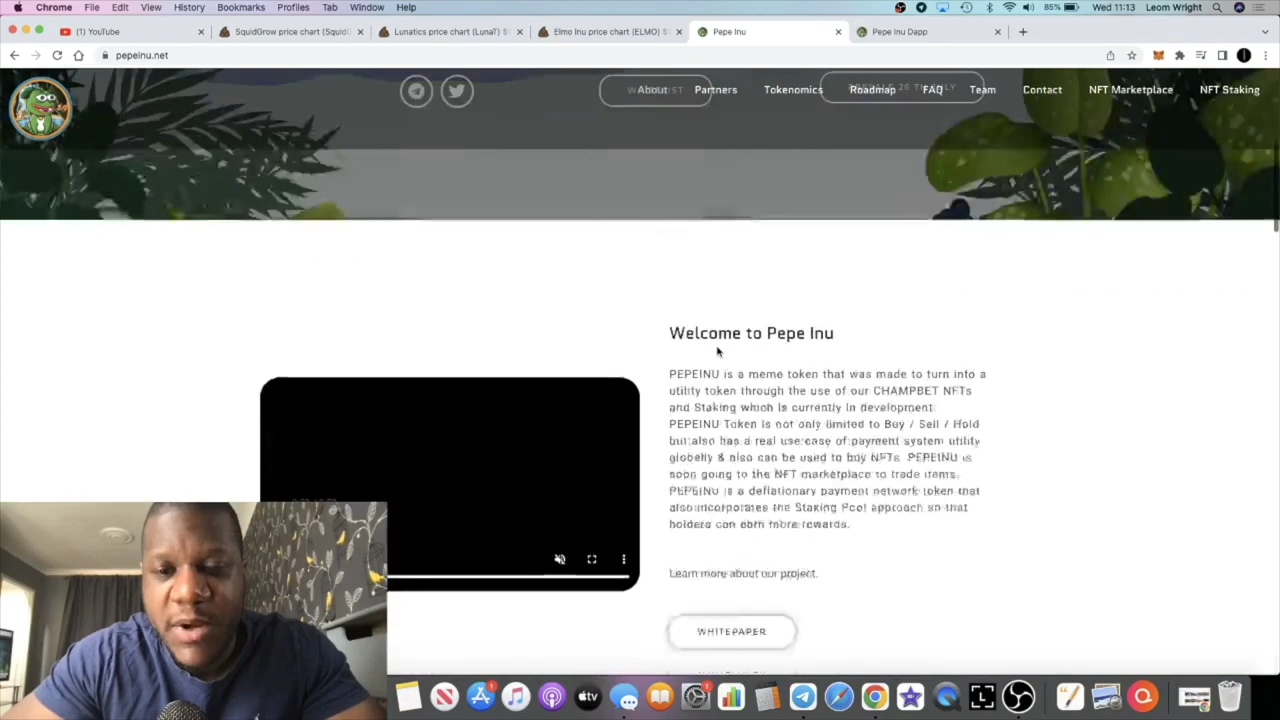 Chrome File Edit View History Bookmarks Profiles Tab Window Help 85% Wed 11:13 Leom Wright
(1) YouTube SquidGrow price chart (SquidG Lunatics price chart (LunaT) $ Elmo Inu price chart (ELMO) $ Pepe Inu Pepe Inu Dapp
pepeinu.net
About Partners Tokenomics Roadmap FAQ Team Contact NFT Marketplace NFT Staking
Welcome to Pepe Inu
PEPEINU is a meme token that was made to turn into a
utility token through the use of our CHAMPBET NFTs
and Staking which is currently in development
PEPEINU Token is not only limited to Buy / Sell / Hold
but also has a real use case of payment system utility
globally & also can be used to buy NFTs. PEPEINU is
soon going to the NFT marketplace to trade items.
PEPEINU is a deflationary payment network token that
also incorporates the Staking Pool approach so that
holders can earn more rewards.
Learn more about our project.
WHITEPAPER